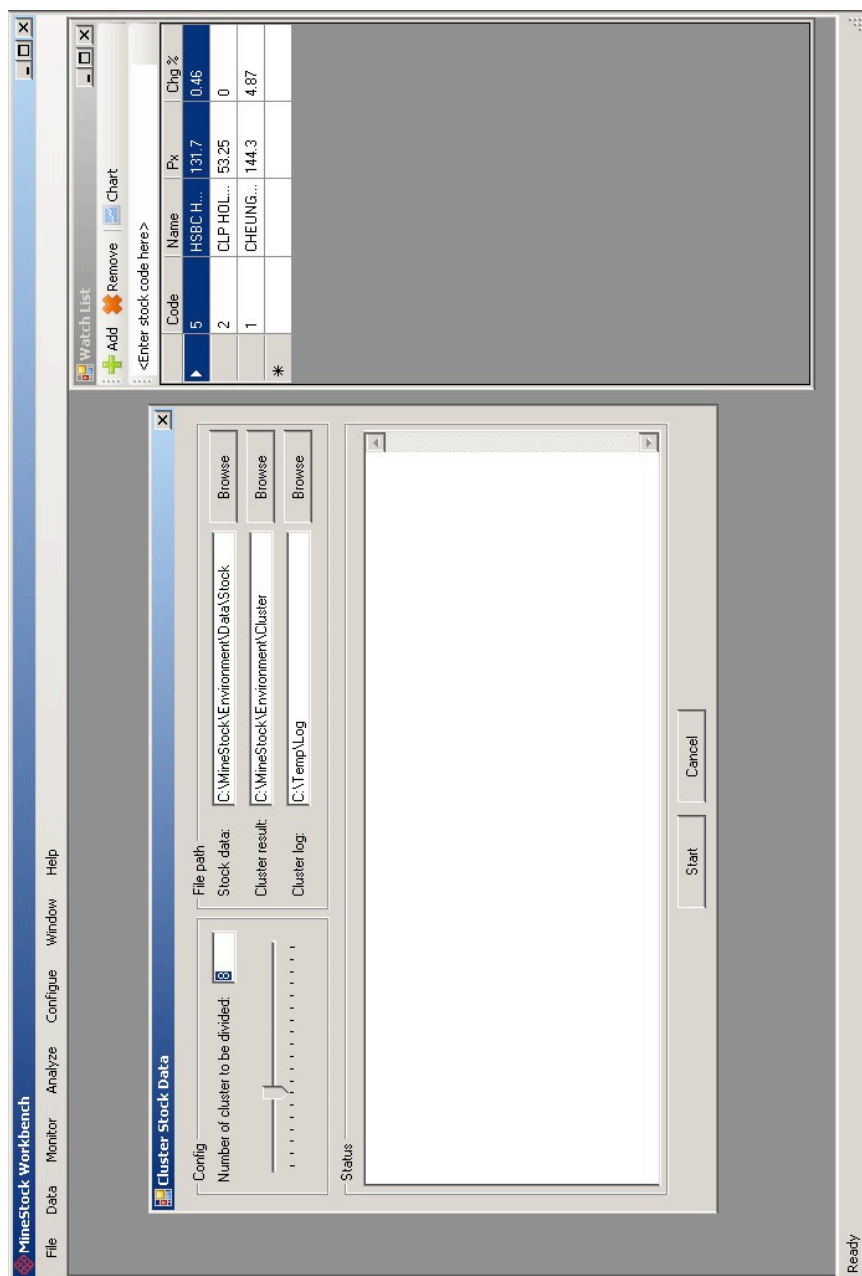 MineStock Workbench
File Data Monitor Analyze Configue Window Help
Cluster Stock Data
Config
Number of cluster to be divided: 8
File path
Stock data: C:\MineStock\Environment\Data\Stock Browse
Cluster result: C:\MineStock\Environment\Cluster Browse
Cluster log: C:\Temp\Log Browse
Status
Start Cancel
Watch List
Add Remove Chart
<Enter stock code here>
Code Name Px Chg %
5 HSBC H... 131.7 0.46
2 CLP HOL... 53.25 0
1 CHEUNG... 144.3 4.87
*
Ready